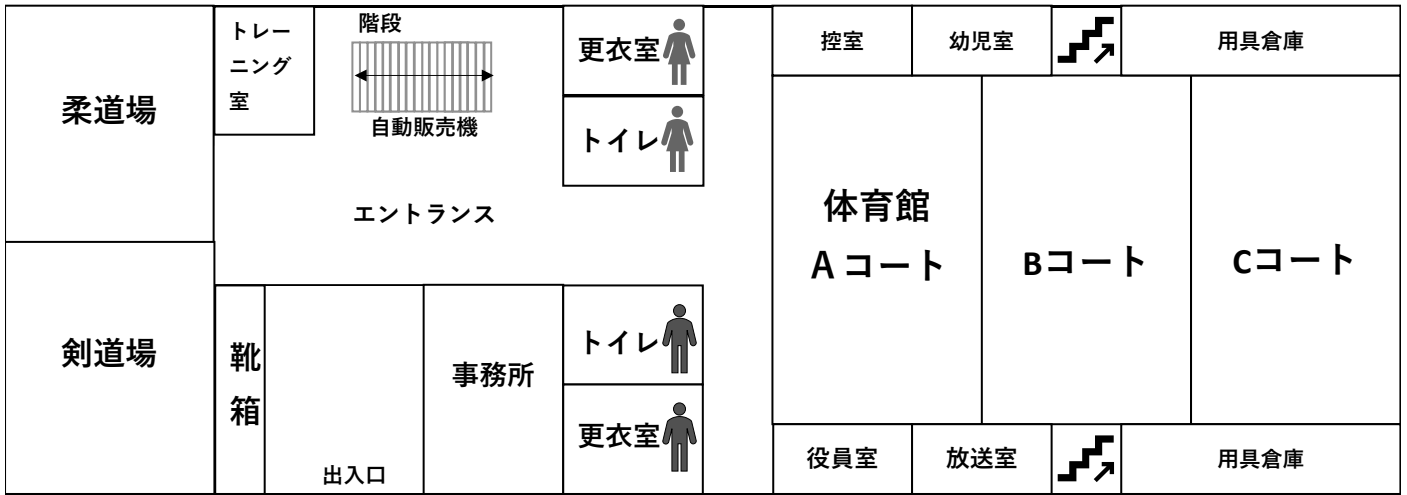 柔道場
トレー
ニング
室
階段
自動販売機
更衣室
トイレ
エントランス
剣道場
靴
箱
出入口
事務所
トイレ
更衣室
控室
幼児室
用具倉庫
体育館
Aコート
Bコート
Cコート
役員室
放送室
用具倉庫